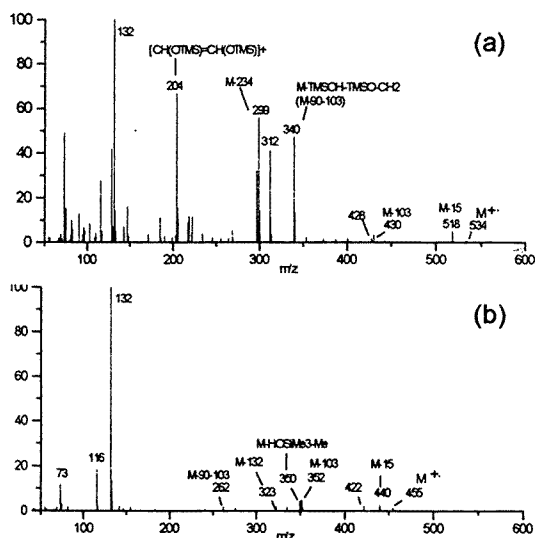 100
80
60
40
20
0
132
[CH(OTMS)=CH(OTMS)]+
(a)
204
M-234
299
M-TMSOH-TMSO-CH2
(M-90-103)
340
312
428
M-103
430
M-15
518
M+.
534
100 200 300 400 500 600
m/z
100
80
60
40
20
0
132
(b)
116
73
M-HOSiMe3-Me
M-90-103
262
M-132
323
350
M-103
352
422
M-15
440
M+.
455
100 200 300 400 500 600
m/z